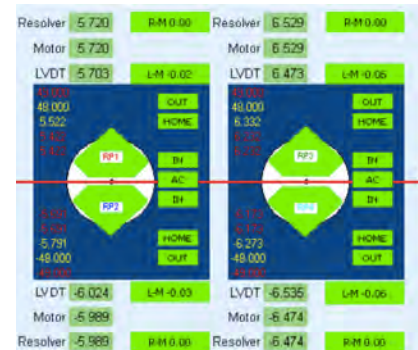 Resolver 5.720 R-M 0.00
Motor 5.720
LVDT 5.703 L-M -0.02
48.000 OUT
5.522 HOME
RP1 IN
AC
IN
RP2
HOME
-5.791
-48.000 OUT
LVDT -6.024 L-M -0.03
Motor -5.989
Resolver -5.989 R-M 0.00
Resolver 6.529 R-M 0.00
Motor 6.529
LVDT 6.473 L-M -0.06
48.000 OUT
6.332 HOME
IN
AC
IN
HOME
-6.273
-48.000 OUT
LVDT -6.535 L-M -0.06
Motor -6.474
Resolver -6.474 R-M 0.00